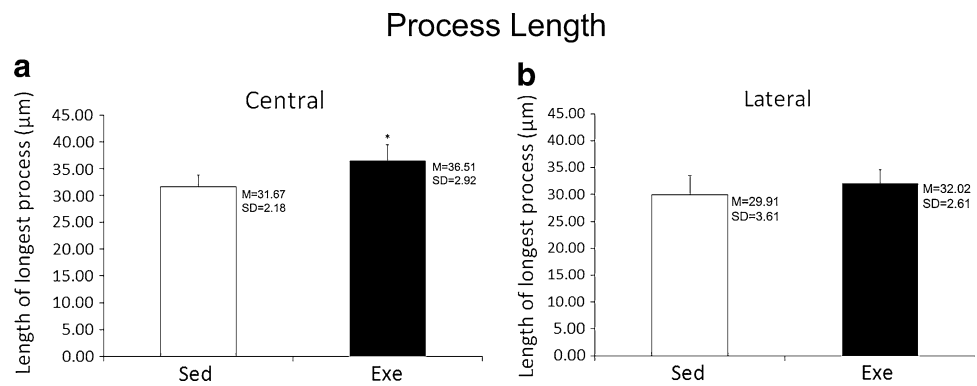 Process Length
a
Central
Length of longest process (µm)
45.00
40.00
35.00
30.00
25.00
20.00
15.00
10.00
5.00
0.00
*
M=31.67
SD=2.18
M=36.51
SD=2.92
Sed
Exe
b
Lateral
Length of longest process (µm)
45.00
40.00
35.00
30.00
25.00
20.00
15.00
10.00
5.00
0.00
M=29.91
SD=3.61
M=32.02
SD=2.61
Sed
Exe